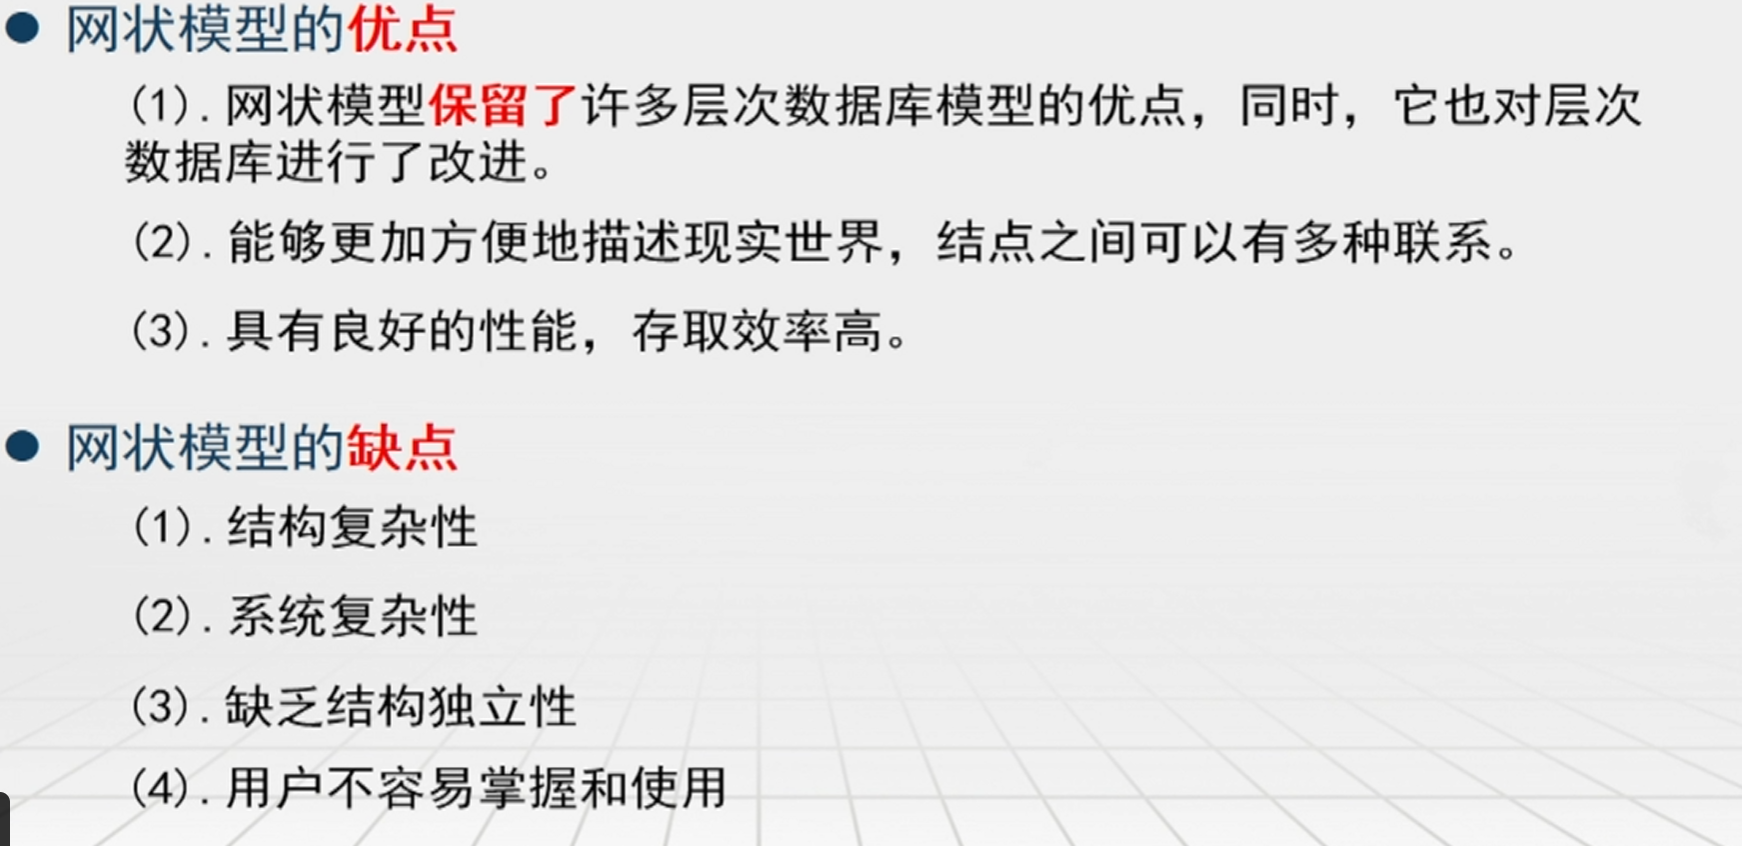 ● 网状模型的优点
(1).网状模型保留了许多层次数据库模型的优点，同时，它也对层次
数据库进行了改进。
(2).能够更加方便地描述现实世界，结点之间可以有多种联系。
(3).具有良好的性能，存取效率高。
● 网状模型的缺点
(1).结构复杂性
(2).系统复杂性
(3).缺乏结构独立性
(4).用户不容易掌握和使用